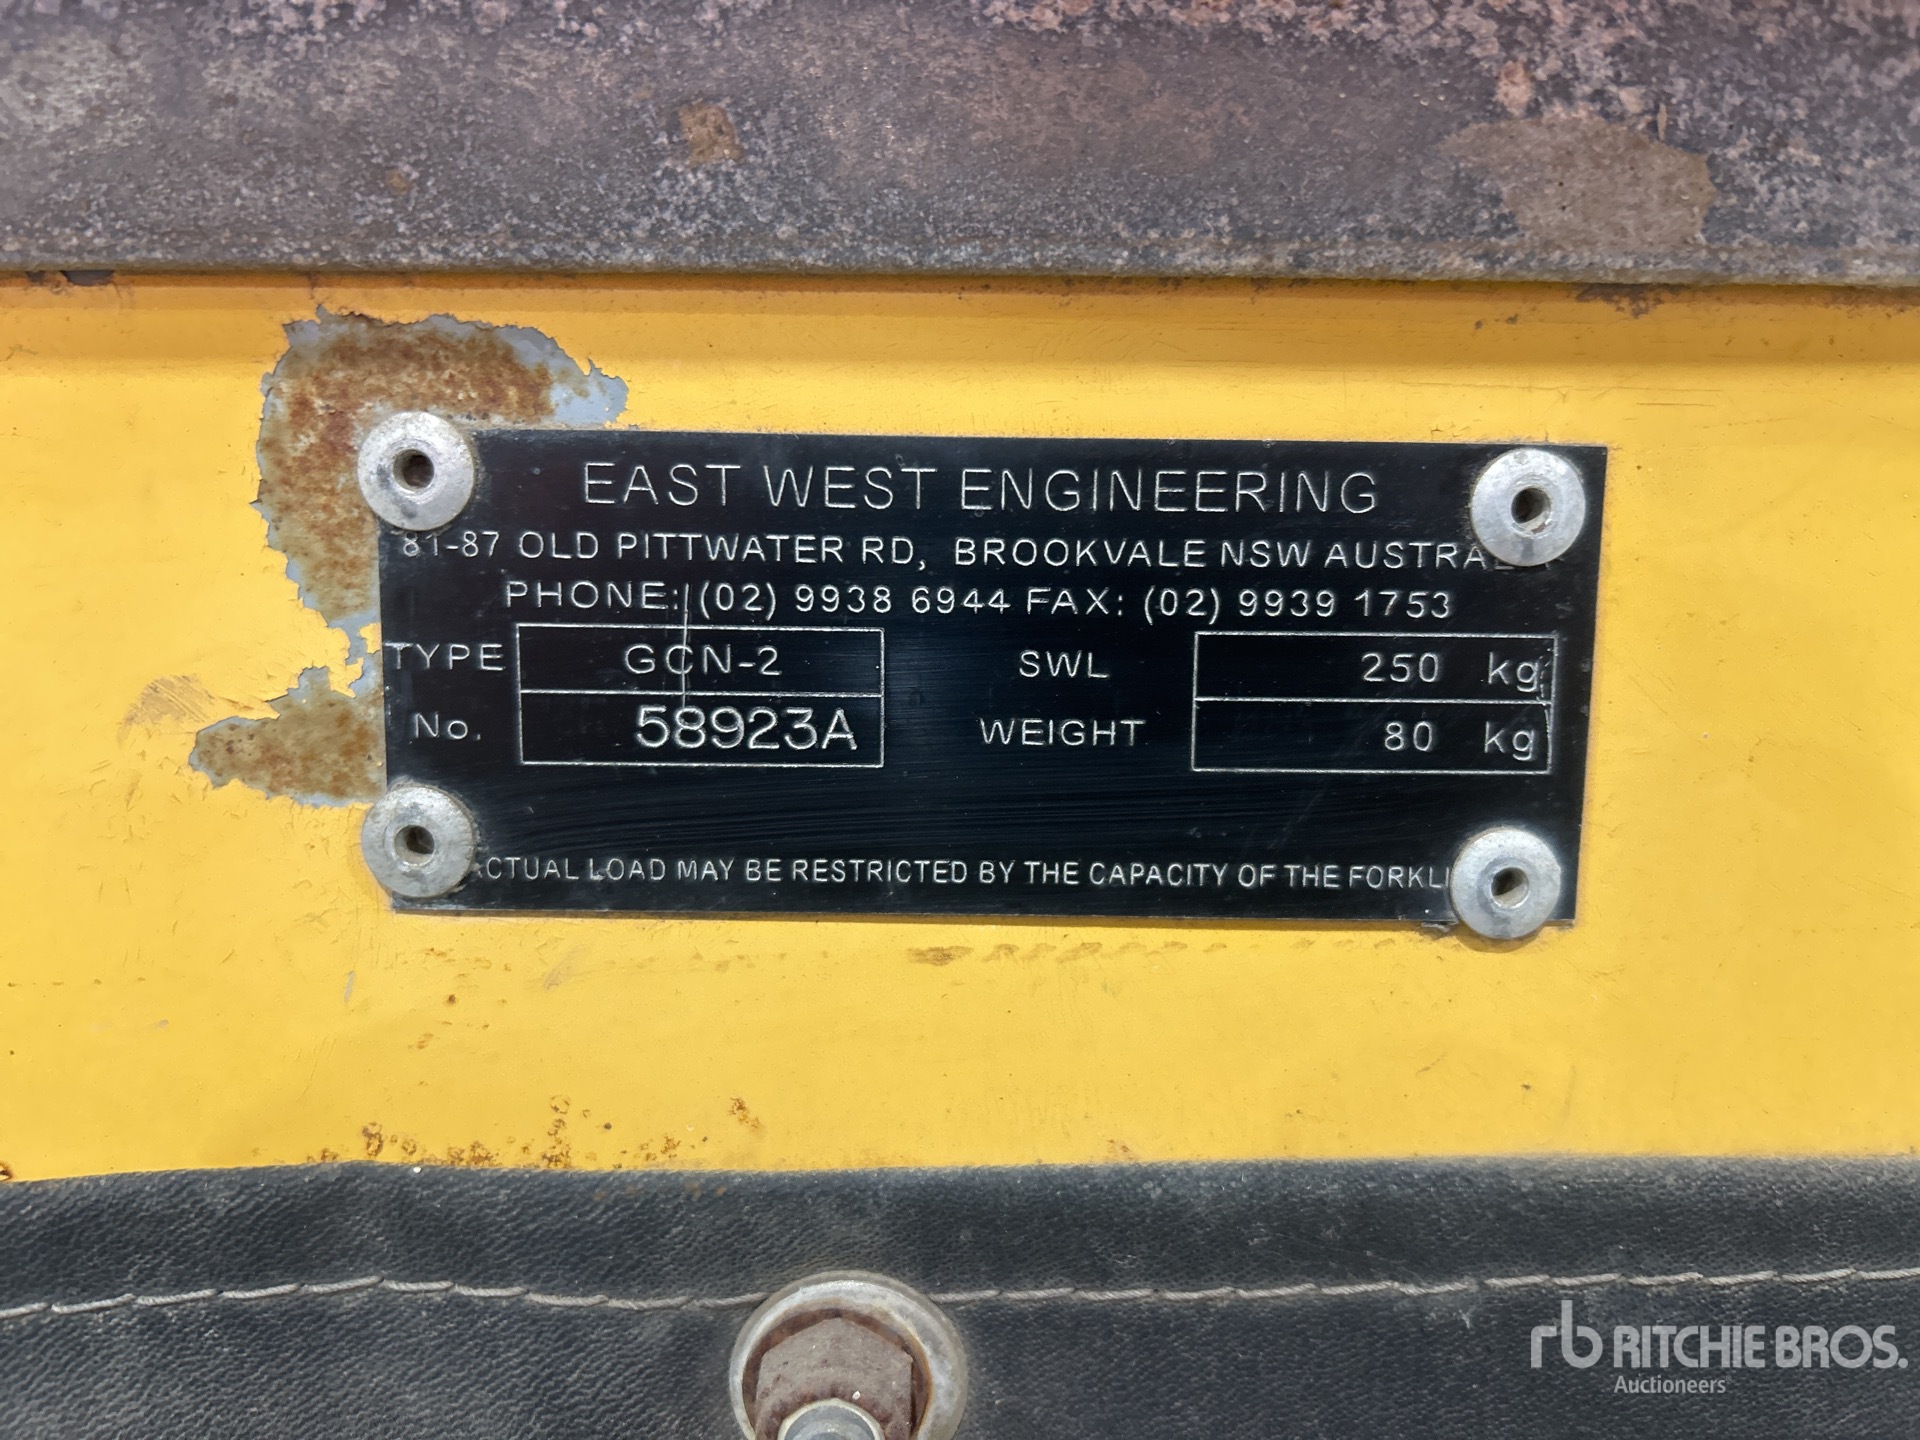 EAST WEST ENGINEERING
81-87 OLD PITTWATER RD, BROOKVALE NSW
PHONE: (02) 9938 6944 FAX: (02) 9939 1753
TYPE GCN-2 SWL 250 kg
No. 58923A WEIGHT 80 kg
LOAD MAY BE RESTRICTED BY THE CAPACITY OF THE
rb RITCHIE BROS.
Auctioneers